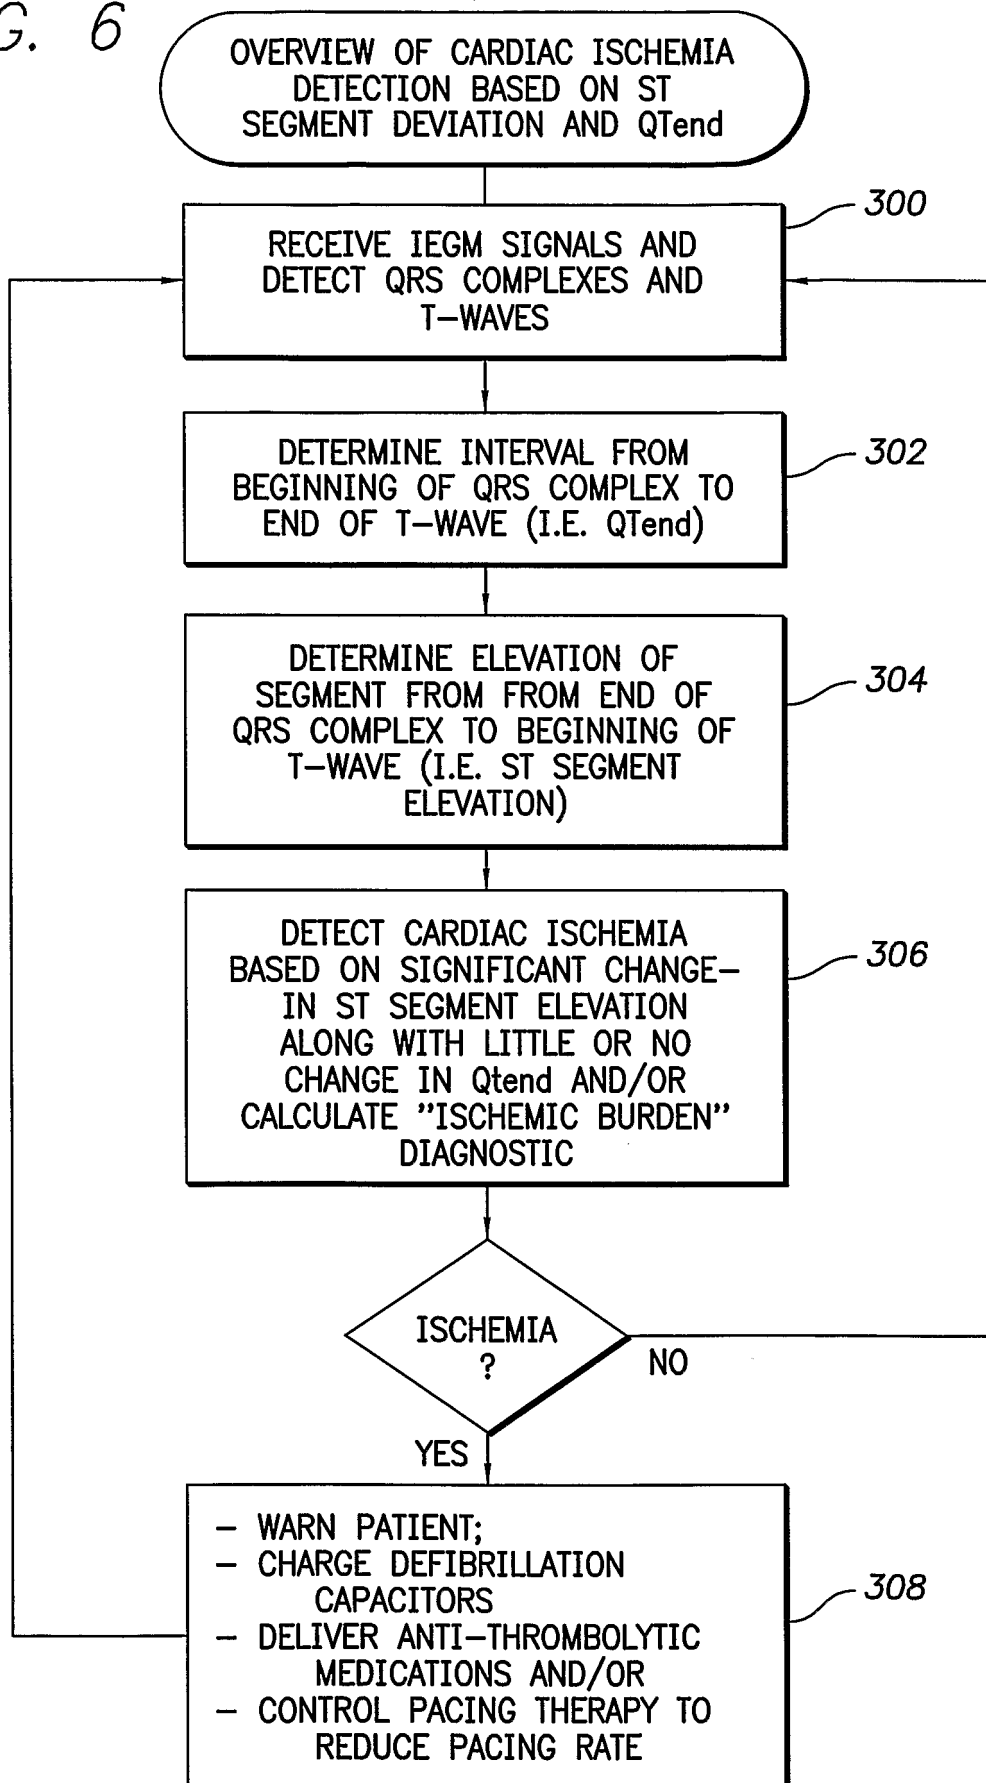 G. 6
OVERVIEW OF CARDIAC ISCHEMIA
DETECTION BASED ON ST
SEGMENT DEVIATION AND QTend
300
RECEIVE IEGM SIGNALS AND
DETECT QRS COMPLEXES AND
T-WAVES
302
DETERMINE INTERVAL FROM
BEGINNING OF QRS COMPLEX TO
END OF T-WAVE (I.E. QTend)
304
DETERMINE ELEVATION OF
SEGMENT FROM FROM END OF
QRS COMPLEX TO BEGINNING OF
T-WAVE (I.E. ST SEGMENT
ELEVATION)
306
DETECT CARDIAC ISCHEMIA
BASED ON SIGNIFICANT CHANGE-
IN ST SEGMENT ELEVATION
ALONG WITH LITTLE OR NO
CHANGE IN Qtend AND/OR
CALCULATE "ISCHEMIC BURDEN"
DIAGNOSTIC
ISCHEMIA
?
NO
YES
308
- WARN PATIENT;
- CHARGE DEFIBRILLATION
CAPACITORS
- DELIVER ANTI-THROMBOLYTIC
MEDICATIONS AND/OR
- CONTROL PACING THERAPY TO
REDUCE PACING RATE